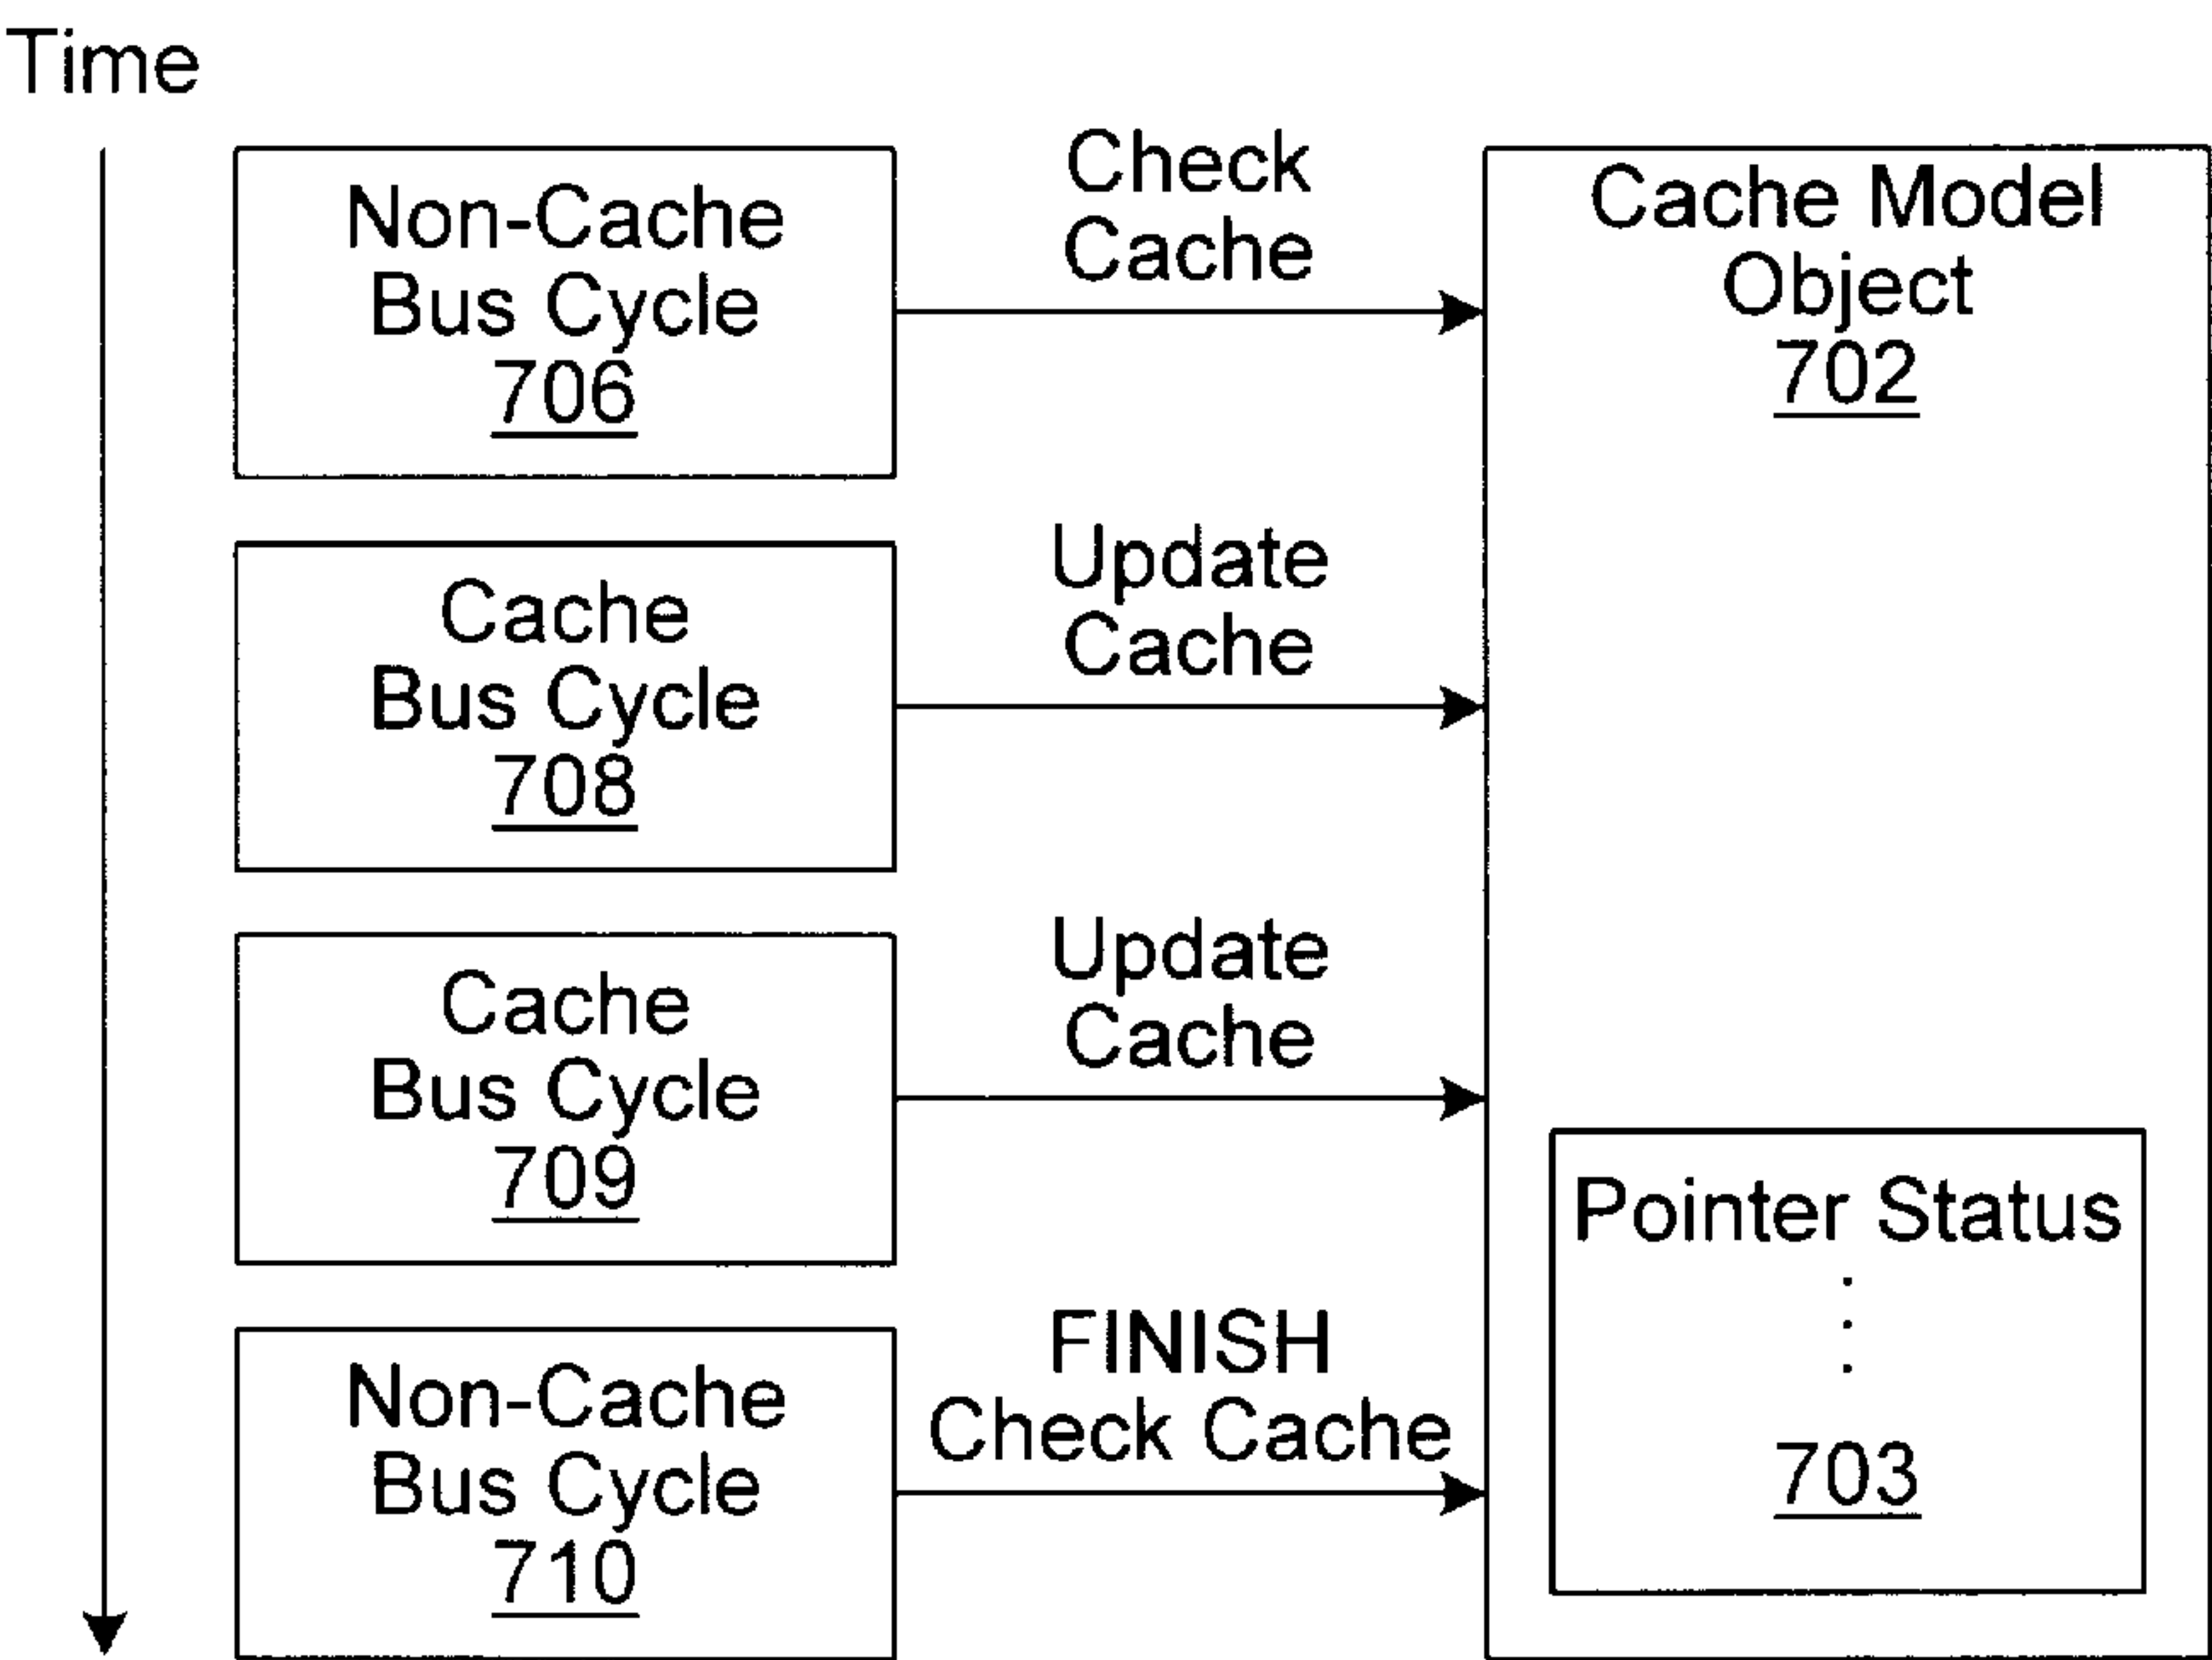 Time
Non-Cache
Bus Cycle
706
Check
Cache
Cache Model
Object
702
Cache
Bus Cycle
708
Update
Cache
Cache
Bus Cycle
709
Update
Cache
Non-Cache
Bus Cycle
710
FINISH
Check Cache
Pointer Status
703